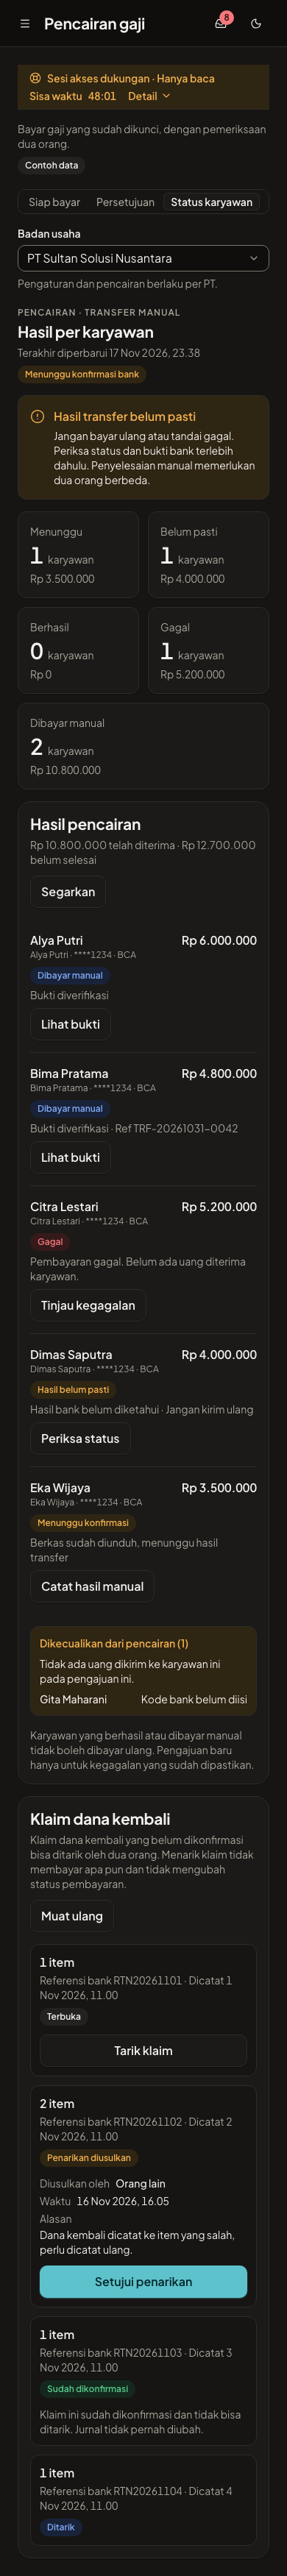 Pencairan gaji
8
Sesi akses dukungan · Hanya baca
Sisa waktu 48:01 Detail
Bayar gaji yang sudah dikunci, dengan pemeriksaan
dua orang.
Contoh data
Siap bayar Persetujuan Status karyawan
Badan usaha
PT Sultan Solusi Nusantara
Pengaturan dan pencairan berlaku per PT.
PENCAIRAN · TRANSFER MANUAL
Hasil per karyawan
Terakhir diperbarui 17 Nov 2026, 23.38
Menunggu konfirmasi bank
Hasil transfer belum pasti
Jangan bayar ulang atau tandai gagal.
Periksa status dan bukti bank terlebih
dahulu. Penyelesaian manual memerlukan
dua orang berbeda.
Menunggu
1 karyawan
Rp 3.500.000
Belum pasti
1 karyawan
Rp 4.000.000
Berhasil
0 karyawan
Rp 0
Gagal
1 karyawan
Rp 5.200.000
Dibayar manual
2 karyawan
Rp 10.800.000
Hasil pencairan
Rp 10.800.000 telah diterima · Rp 12.700.000
belum selesai
Segarkan
Alya Putri Rp 6.000.000
Alya Putri · ****1234 · BCA
Dibayar manual
Bukti diverifikasi
Lihat bukti
Bima Pratama Rp 4.800.000
Bima Pratama · ****1234 · BCA
Dibayar manual
Bukti diverifikasi · Ref TRF-20261031-0042
Lihat bukti
Citra Lestari Rp 5.200.000
Citra Lestari · ****1234 · BCA
Gagal
Pembayaran gagal. Belum ada uang diterima
karyawan.
Tinjau kegagalan
Dimas Saputra Rp 4.000.000
Dimas Saputra · ****1234 · BCA
Hasil belum pasti
Hasil bank belum diketahui · Jangan kirim ulang
Periksa status
Eka Wijaya Rp 3.500.000
Eka Wijaya · ****1234 · BCA
Menunggu konfirmasi
Berkas sudah diunduh, menunggu hasil
transfer
Catat hasil manual
Dikecualikan dari pencairan (1)
Tidak ada uang dikirim ke karyawan ini
pada pengajuan ini.
Gita Maharani Kode bank belum diisi
Karyawan yang berhasil atau dibayar manual
tidak boleh dibayar ulang. Pengajuan baru
hanya untuk kegagalan yang sudah dipastikan.
Klaim dana kembali
Klaim dana kembali yang belum dikonfirmasi
bisa ditarik oleh dua orang. Menarik klaim tidak
membayar apa pun dan tidak mengubah
status pembayaran.
Muat ulang
1 item
Referensi bank RTN20261101 · Dicatat 1
Nov 2026, 11.00
Terbuka
Tarik klaim
2 item
Referensi bank RTN20261102 · Dicatat 2
Nov 2026, 11.00
Penarikan diusulkan
Diusulkan oleh Orang lain
Waktu 16 Nov 2026, 16.05
Alasan
Dana kembali dicatat ke item yang salah,
perlu dicatat ulang.
Setujui penarikan
1 item
Referensi bank RTN20261103 · Dicatat 3
Nov 2026, 11.00
Sudah dikonfirmasi
Klaim ini sudah dikonfirmasi dan tidak bisa
ditarik. Jurnal tidak pernah diubah.
1 item
Referensi bank RTN20261104 · Dicatat 4
Nov 2026, 11.00
Ditarik